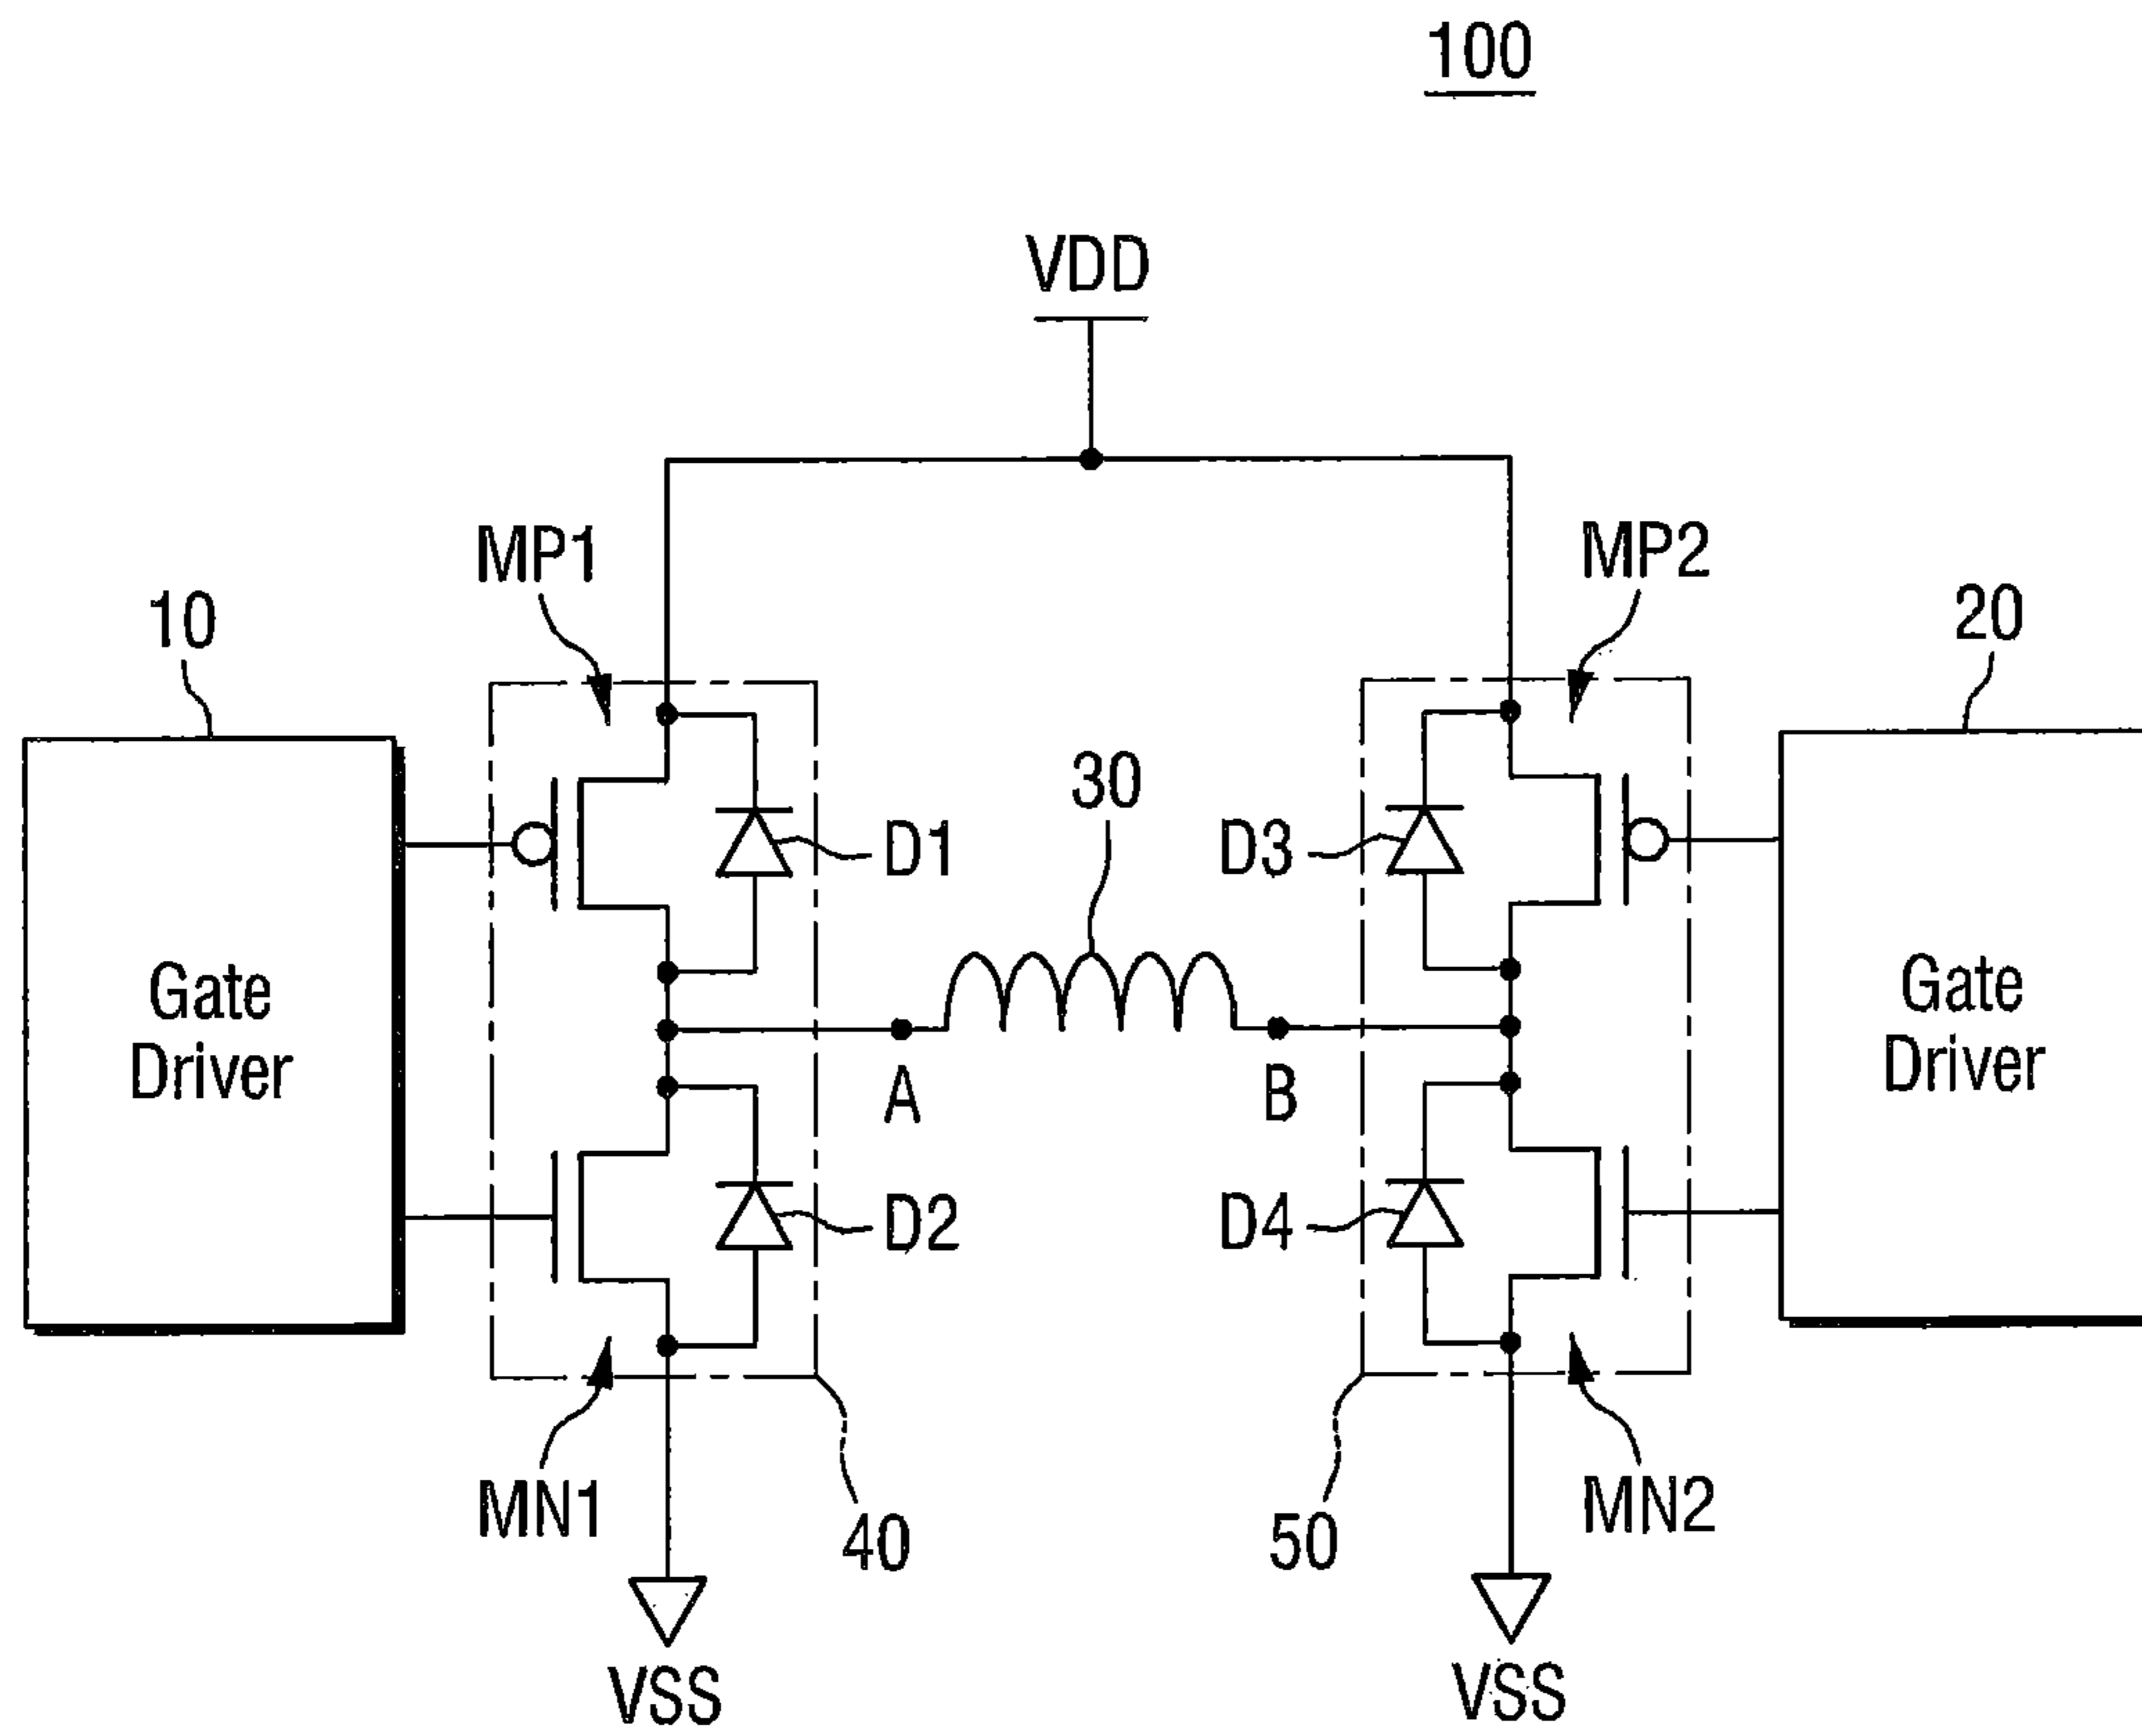 100
VDD
MP1
MP2
10
20
30
D1
D3
Gate
Driver
Gate
Driver
A
B
D2
D4
MN1
MN2
40
50
VSS
VSS